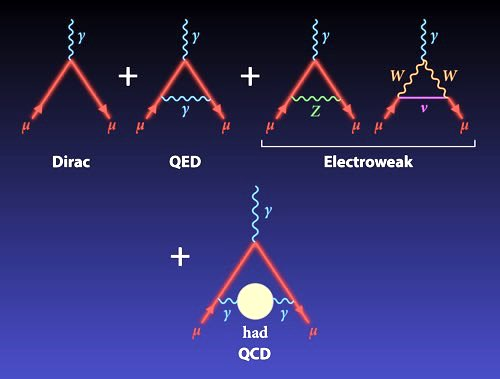 γ γ γ γ
W W
+ +
γ Z ν
μ μ μ μ μ μ μ μ
Dirac QED Electroweak
γ
+
γ γ
μ μ
had
QCD